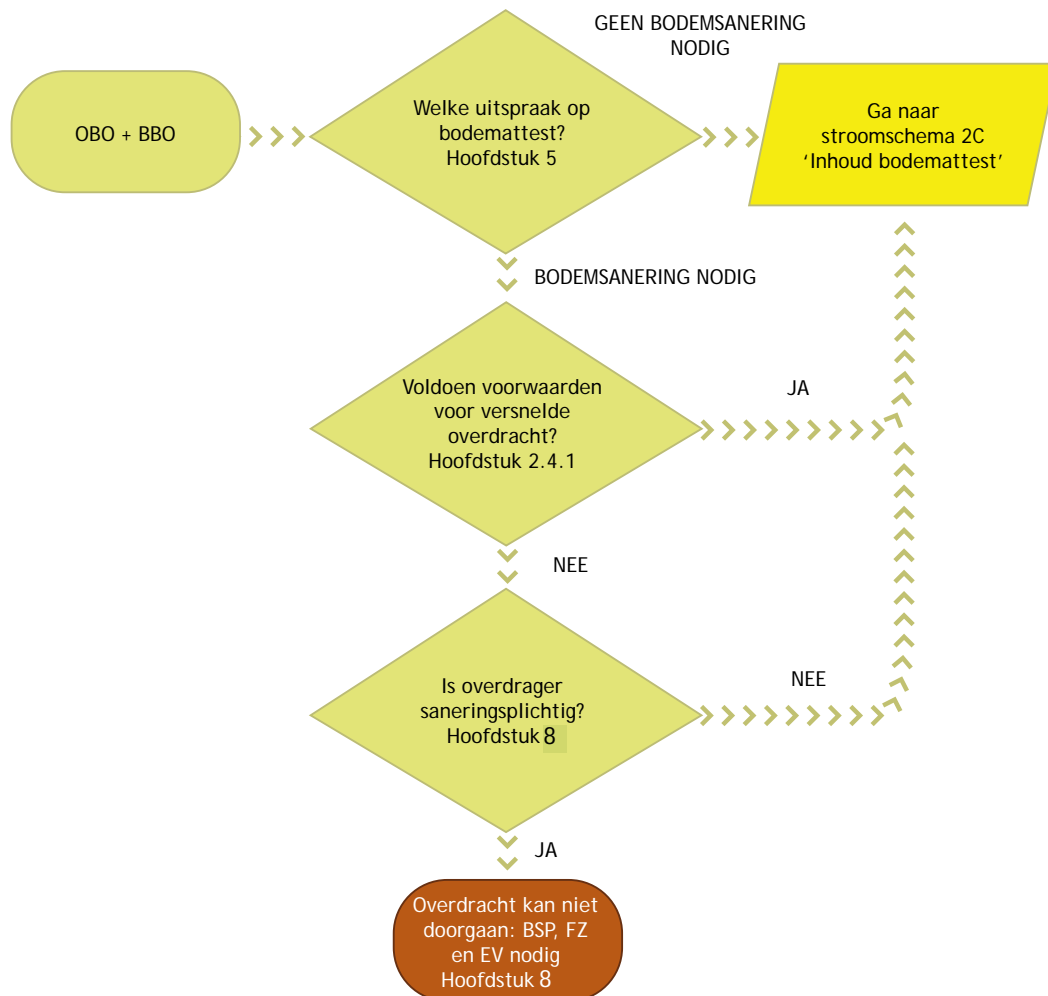 GEEN BODEMSANERING
NODIG
OBO + BBO
Welke uitspraak op
bodemattest?
Hoofdstuk 5
Ga naar
stroomschema 2C
‘Inhoud bodemattest’
BODEMSANERING NODIG
Voldoen voorwaarden
voor versnelde
overdracht?
Hoofdstuk 2.4.1
JA
NEE
Is overdrager
saneringsplichtig?
Hoofdstuk 8
NEE
JA
Overdracht kan niet
doorgaan: BSP, FZ
en EV nodig
Hoofdstuk 8